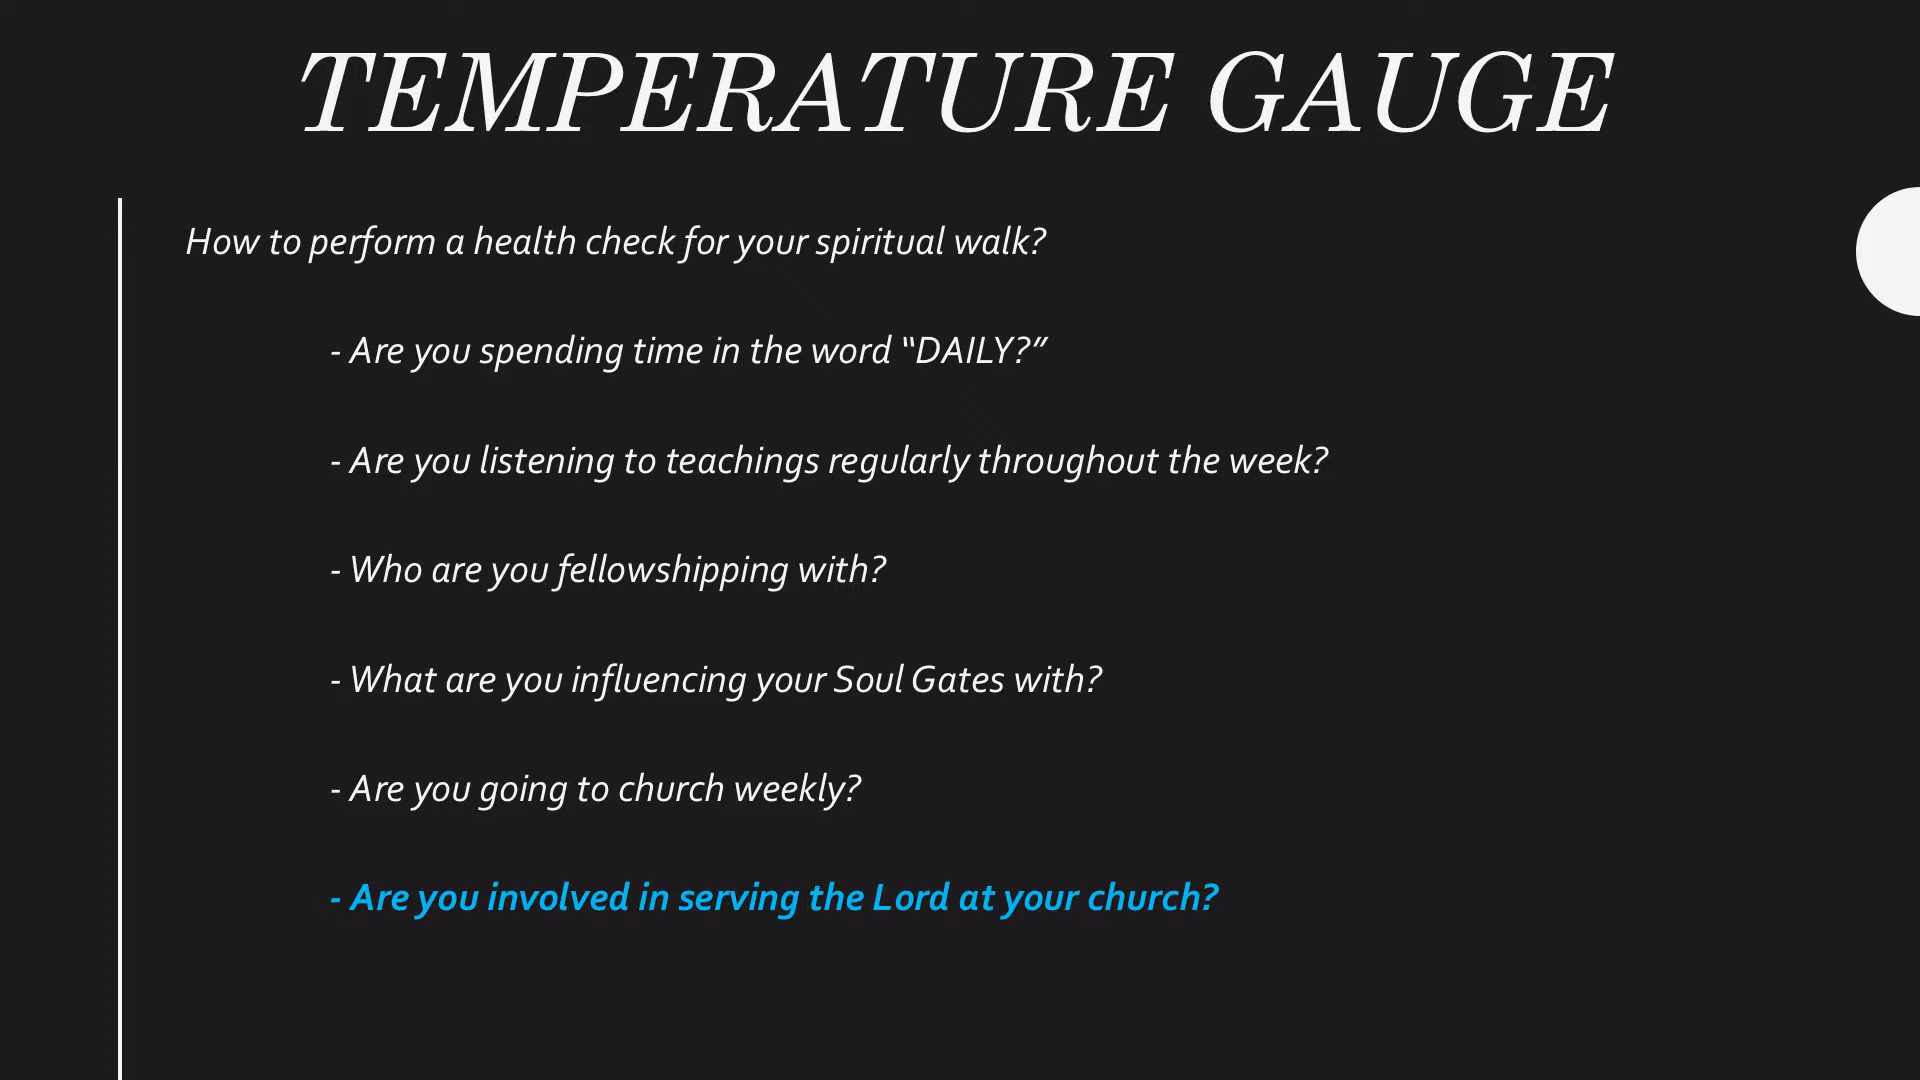 TEMPERATURE GAUGE
How to perform a health check for your spiritual walk?
- Are you spending time in the word “DAILY?”
- Are you listening to teachings regularly throughout the week?
- Who are you fellowshipping with?
- What are you influencing your Soul Gates with?
- Are you going to church weekly?
- Are you involved in serving the Lord at your church?